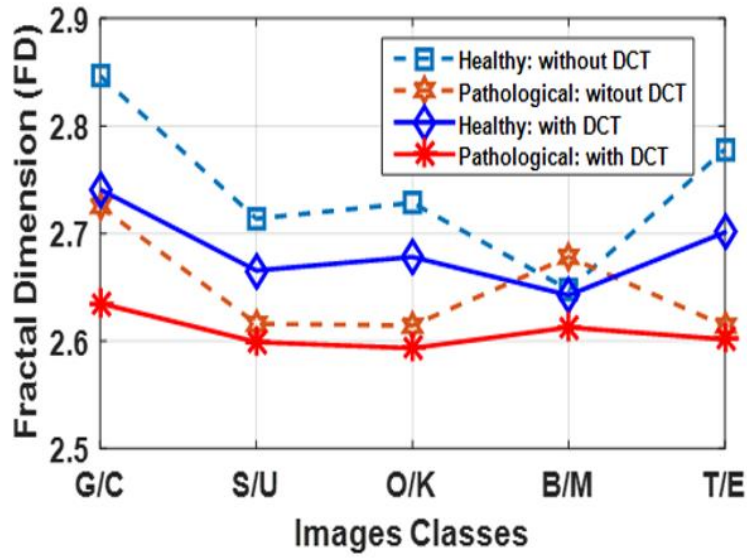 2.9
2.8
2.7
2.6
2.5
Fractal Dimension (FD)
Healthy: without DCT
Pathological: witout DCT
Healthy: with DCT
Pathological: with DCT
G/C S/U O/K B/M T/E
Images Classes